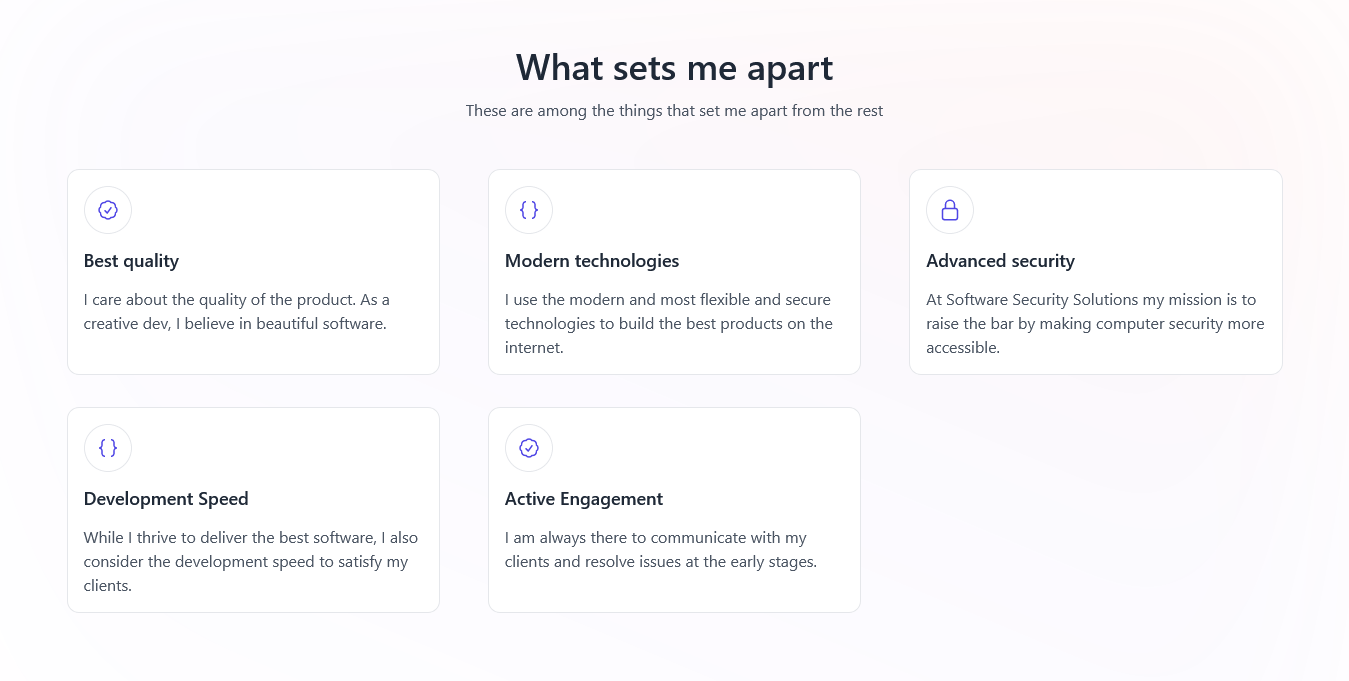 What sets me apart
These are among the things that set me apart from the rest
Best quality
I care about the quality of the product. As a
creative dev, I believe in beautiful software.
Modern technologies
I use the modern and most flexible and secure
technologies to build the best products on the
internet.
Advanced security
At Software Security Solutions my mission is to
raise the bar by making computer security more
accessible.
Development Speed
While I thrive to deliver the best software, I also
consider the development speed to satisfy my
clients.
Active Engagement
I am always there to communicate with my
clients and resolve issues at the early stages.